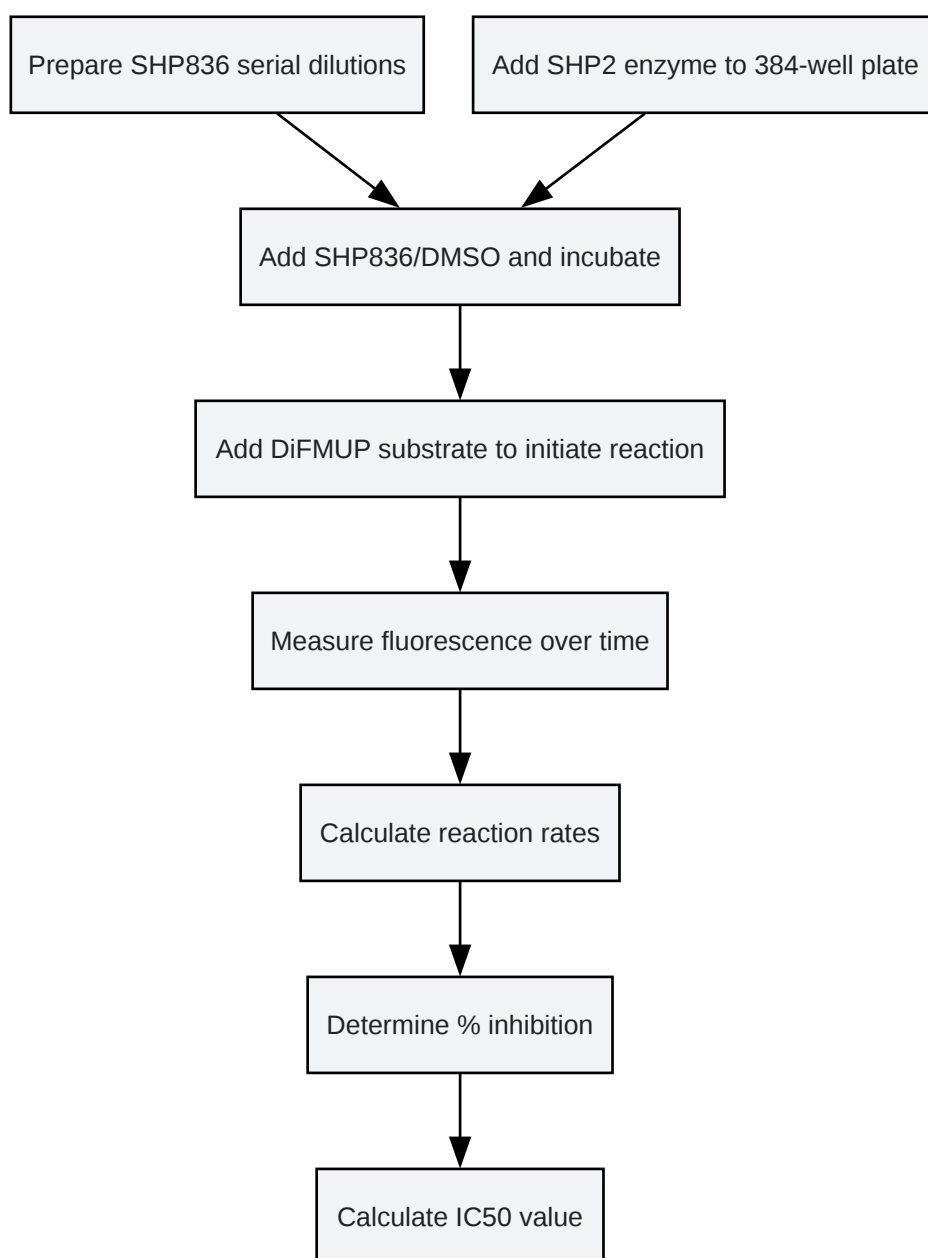 Prepare SHP836 serial dilutions
Add SHP2 enzyme to 384-well plate
Add SHP836/DMSO and incubate
Add DiFMUP substrate to initiate reaction
Measure fluorescence over time
Calculate reaction rates
Determine % inhibition
Calculate IC50 value